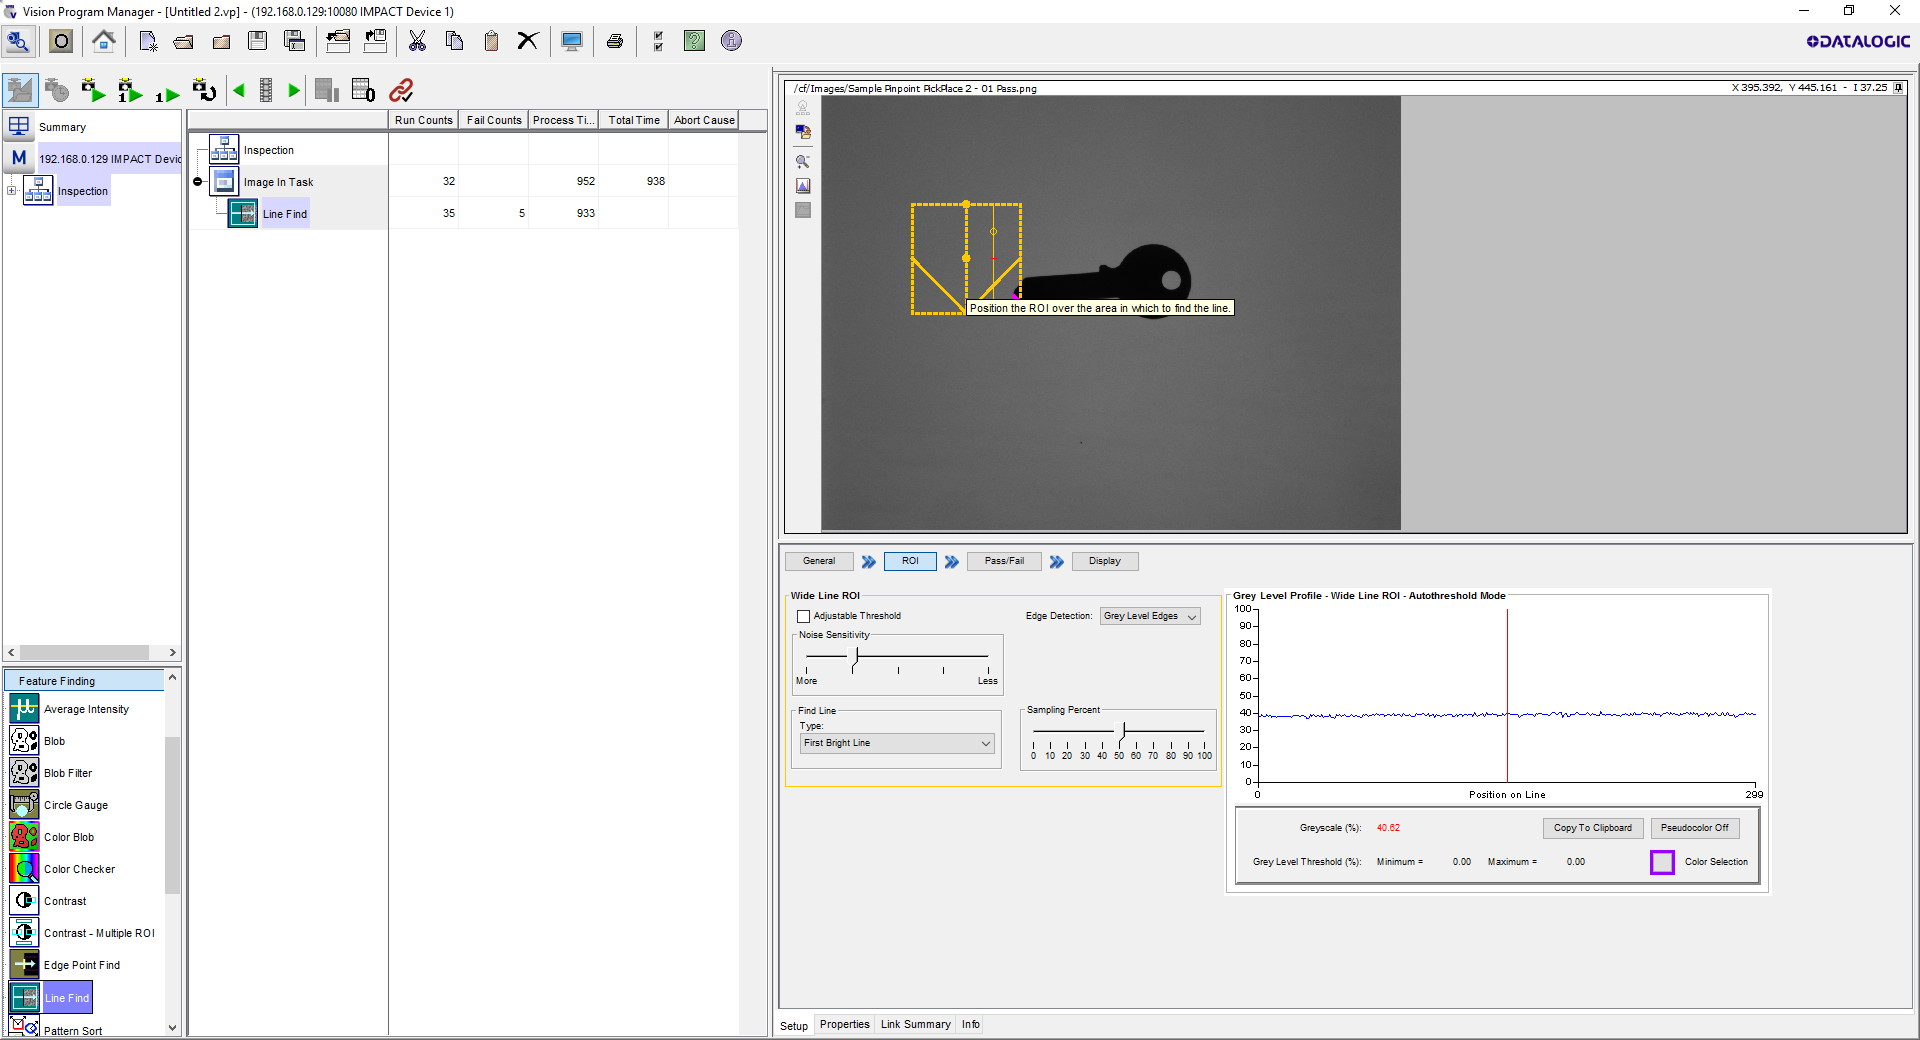 Vision Program Manager - [Untitled 2.vp] - (192.168.0.129:10080 IMPACT Device 1)
DATALOGIC
Summary
M
192.168.0.129 IMPACT Devic
Inspection
Run Counts Fail Counts Process Ti... Total Time Abort Cause
Inspection
Image In Task 32 952 938
Line Find 35 5 933
/cf/Images/Sample Pinpoint PickPlace 2 - 01 Pass.png
X 395.392, Y 445.161 - I 37.25
Position the ROI over the area in which to find the line.
Feature Finding
Average Intensity
Blob
Blob Filter
Circle Gauge
Color Blob
Color Checker
Contrast
Contrast - Multiple ROI
Edge Point Find
Line Find
Pattern Sort
General ROI Pass/Fail Display
Wide Line ROI
Adjustable Threshold
Edge Detection: Grey Level Edges
Noise Sensitivity
More Less
Find Line
Type:
First Bright Line
Sampling Percent
0 10 20 30 40 50 60 70 80 90 100
Grey Level Profile - Wide Line ROI - Autothreshold Mode
100
90
80
70
60
50
40
30
20
10
0
0 Position on Line 299
Greyscale (%): 40.62 Copy To Clipboard Pseudocolor Off
Grey Level Threshold (%): Minimum = 0.00 Maximum = 0.00 Color Selection
Setup Properties Link Summary Info